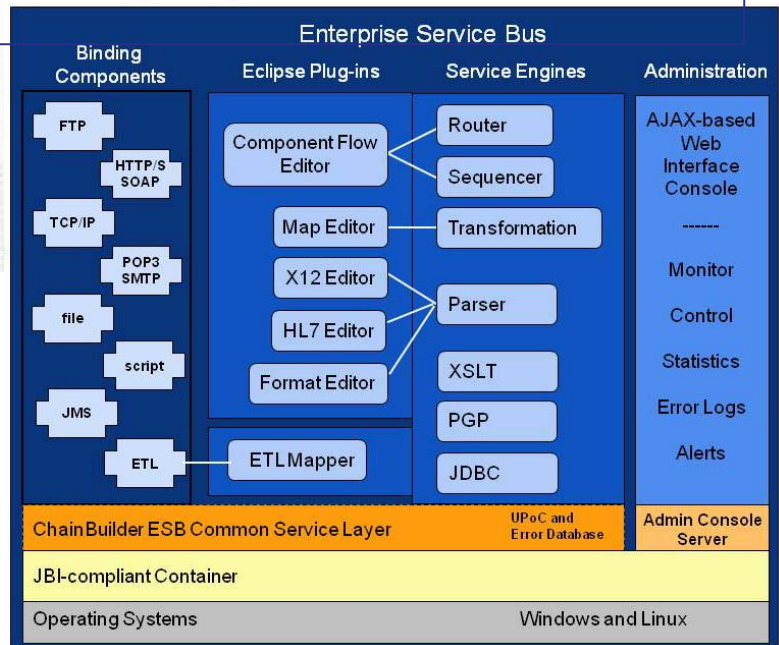 Enterprise Service Bus
Binding
Components
FTP
HTTP/S
SOAP
TCP/IP
POP3
SMTP
file
script
JMS
ETL
Eclipse Plug-ins
Component Flow
Editor
Map Editor
X12 Editor
HL7 Editor
Format Editor
ETL Mapper
Service Engines
Router
Sequencer
Transformation
Parser
XSLT
PGP
JDBC
Administration
AJAX-based
Web
Interface
Console
------
Monitor
Control
Statistics
Error Logs
Alerts
ChainBuilder ESB Common Service Layer
UPoC and
Error Database
Admin Console
Server
JBI-compliant Container
Operating Systems
Windows and Linux